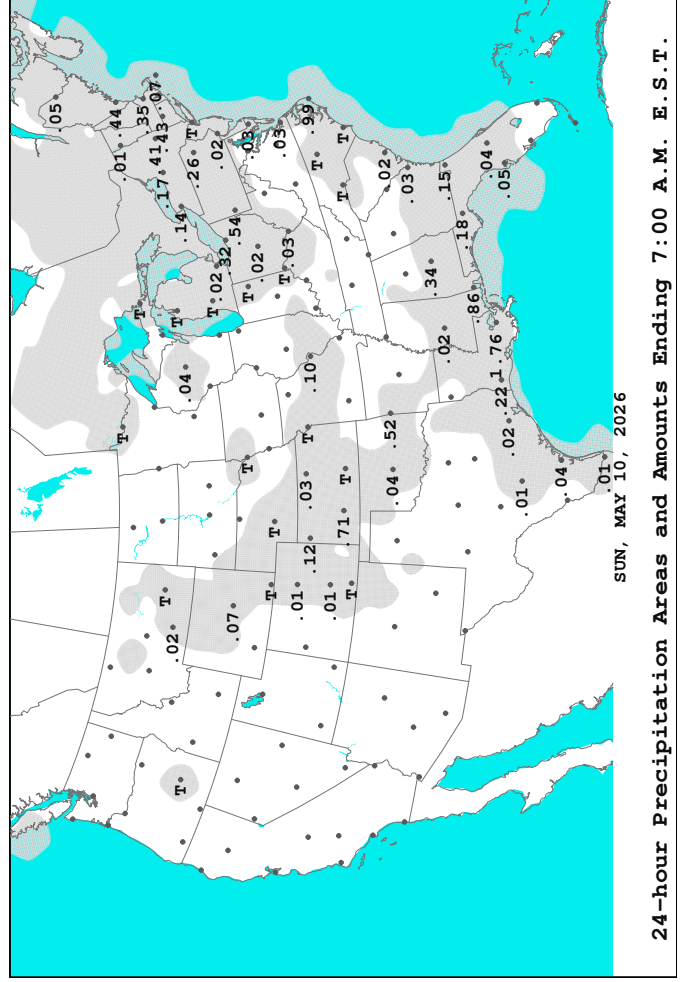 .05
.44
.01
T
T
.35
.07
.41
.43
.17
T
.02
T
T
.14
.04
T
.26
T
.02
.02
.32
.07
.54
T
T
.03
.02
T
T
.03
T
.03
.01
.03
T
.99
.12
.10
T
.01
T
T
.71
T
T
.02
.52
.04
.03
.34
.02
.15
.18
.86
.04
1.76
.22
.05
.02
.01
.04
.01
SUN, MAY 10, 2026
24-hour Precipitation Areas and Amounts Ending 7:00 A.M. E.S.T.